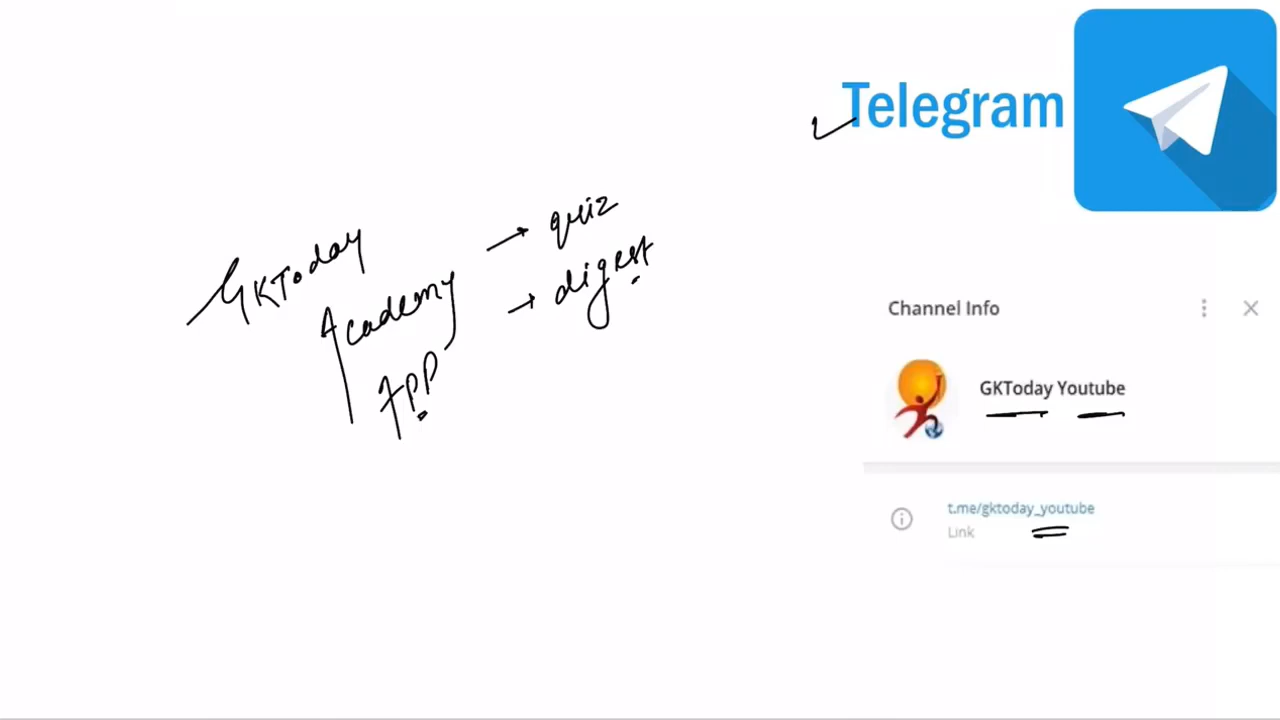 Telegram
GKToday
Academy
App
→ quiz
→ digest
Channel Info
GKToday Youtube
t.me/gktoday_youtube
Link